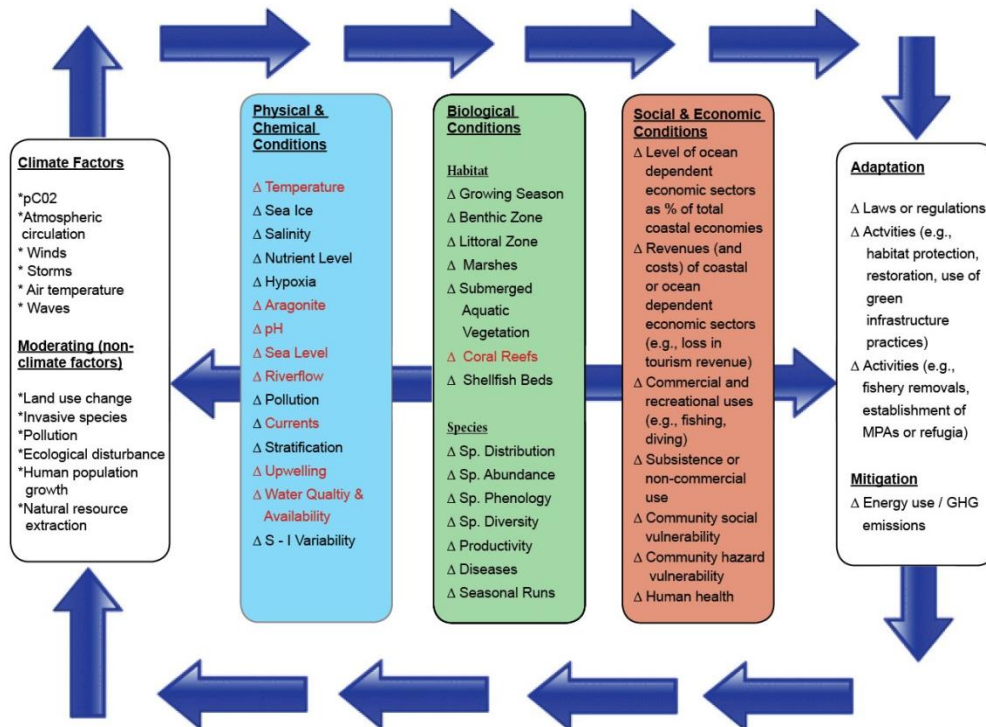 Climate Factors
*pC02
*Atmospheric
circulation
* Winds
* Storms
* Air temperature
* Waves
Moderating (non-
climate factors)
*Land use change
*Invasive species
*Pollution
*Ecological disturbance
*Human population
growth
*Natural resource
extraction
Physical &
Chemical
Conditions
Δ Temperature
Δ Sea Ice
Δ Salinity
Δ Nutrient Level
Δ Hypoxia
Δ Aragonite
Δ pH
Δ Sea Level
Δ Riverflow
Δ Pollution
Δ Currents
Δ Stratification
Δ Upwelling
Δ Water Qualtiy &
Availability
Δ S - I Variability
Biological
Conditions
Habitat
Δ Growing Season
Δ Benthic Zone
Δ Littoral Zone
Δ Marshes
Δ Submerged
Aquatic
Vegetation
Δ Coral Reefs
Δ Shellfish Beds
Species
Δ Sp. Distribution
Δ Sp. Abundance
Δ Sp. Phenology
Δ Sp. Diversity
Δ Productivity
Δ Diseases
Δ Seasonal Runs
Social & Economic
Conditions
Δ Level of ocean
dependent
economic sectors
as % of total
coastal economies
Δ Revenues (and
costs) of coastal
or ocean
dependent
economic sectors
(e.g., loss in
tourism revenue)
Δ Commercial and
recreational uses
(e.g., fishing,
diving)
Δ Subsistence or
non-commercial
use
Δ Community social
vulnerability
Δ Community hazard
vulnerability
Δ Human health
Adaptation
Δ Laws or regulations
Δ Actvities (e.g.,
habitat protection,
restoration, use of
green
infrastructure
practices)
Δ Activities (e.g.,
fishery removals,
establishment of
MPAs or refugia)
Mitigation
Δ Energy use / GHG
emissions